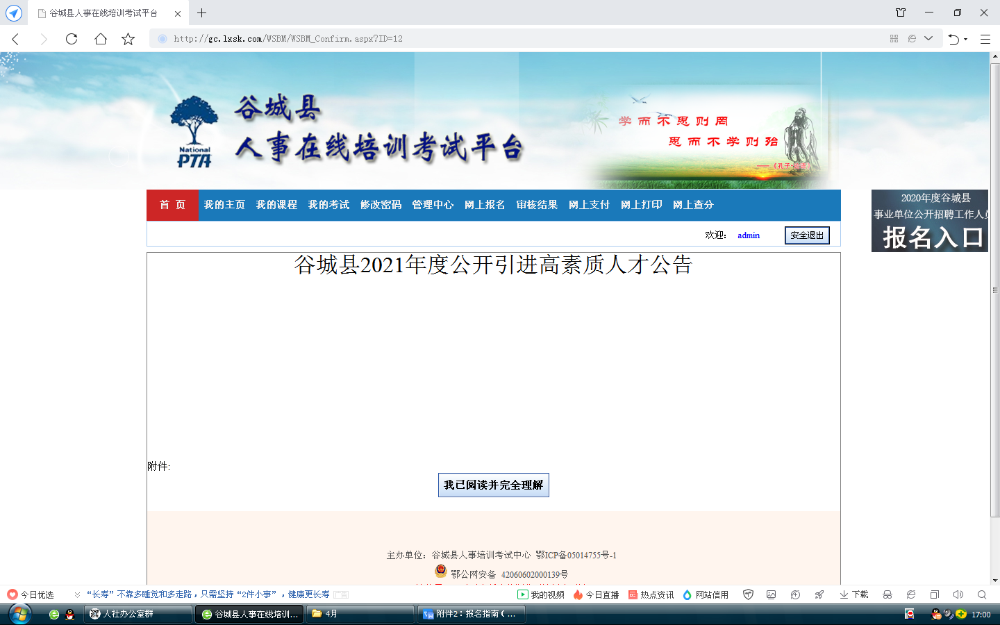 谷城县人事在线培训考试平台
http://gc.lxsk.com/WSBM/WSBM_Confirm.aspx?ID=12
National
PTA
谷城县
人事在线培训考试平台
学而不思则罔
思而不学则殆
首 页 我的主页 我的课程 我的考试 修改密码 管理中心 网上报名 审核结果 网上支付 网上打印 网上查分
欢迎： admin 安全退出
2020年度谷城县
事业单位公开招聘工作人员
报名入口
谷城县2021年度公开引进高素质人才公告
附件:
我已阅读并完全理解
主办单位：谷城县人事培训考试中心 鄂ICP备05014755号-1
鄂公网安备 42060602000139号
今日优选 “长寿”不靠多睡觉和多走路，只需坚持“2件小事”，健康更长寿 广告 我的视频 今日直播 热点资讯 网站信用 下载
人社办公室群 谷城县人事在线培训... 4月 附件2：报名指南（... 17:00